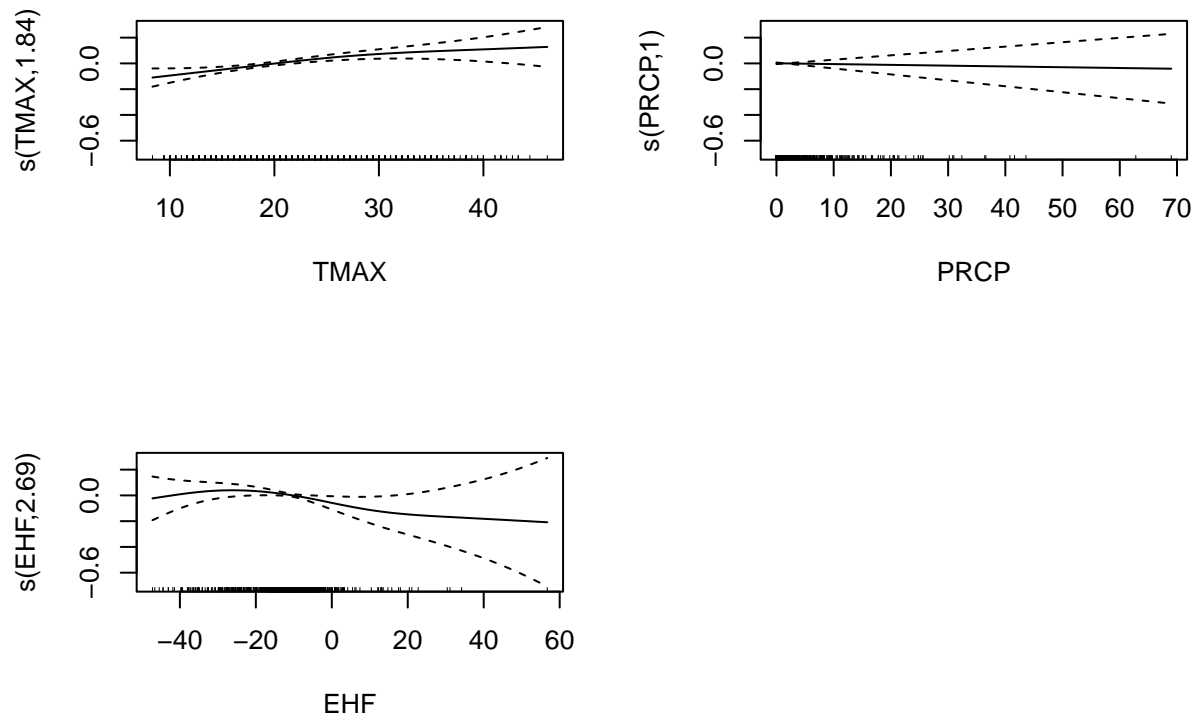 s(TMAX,1.84)
0.0
−0.6
10 20 30 40
TMAX
s(PRCP,1)
0.0
−0.6
0 10 20 30 40 50 60 70
PRCP
s(EHF,2.69)
0.0
−0.6
−40 −20 0 20 40 60
EHF